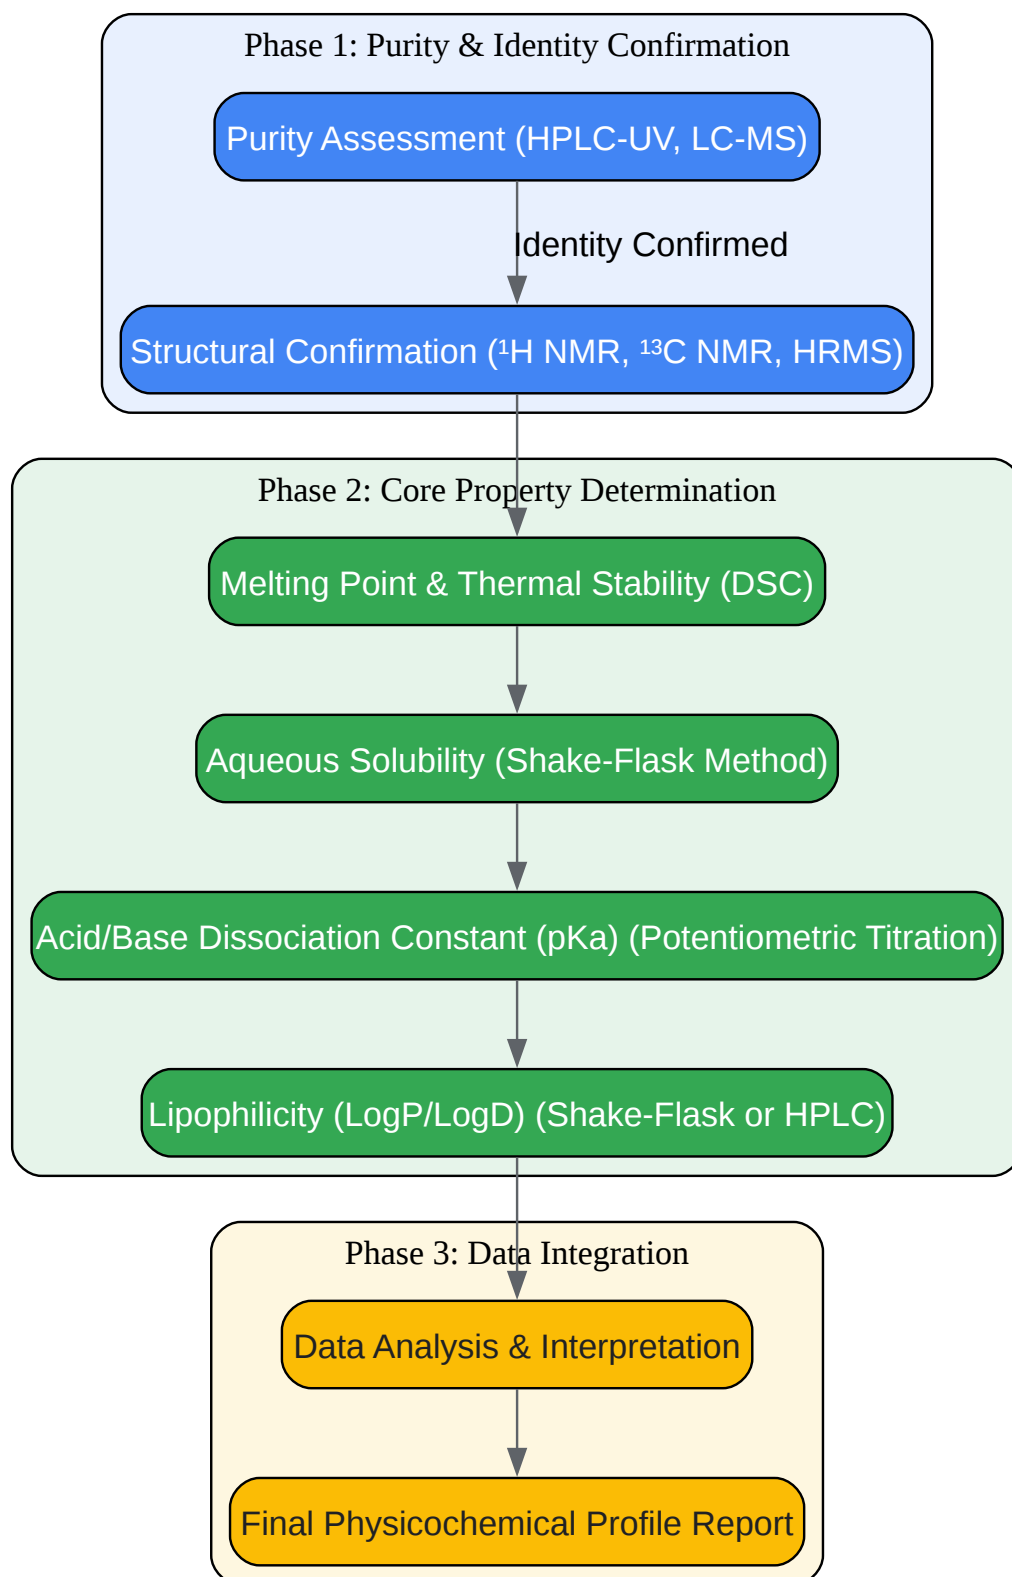 Phase 1: Purity & Identity Confirmation
Purity Assessment (HPLC-UV, LC-MS)
Identity Confirmed
Structural Confirmation (¹H NMR, ¹³C NMR, HRMS)
Phase 2: Core Property Determination
Melting Point & Thermal Stability (DSC)
Aqueous Solubility (Shake-Flask Method)
Acid/Base Dissociation Constant (pKa) (Potentiometric Titration)
Lipophilicity (LogP/LogD) (Shake-Flask or HPLC)
Phase 3: Data Integration
Data Analysis & Interpretation
Final Physicochemical Profile Report